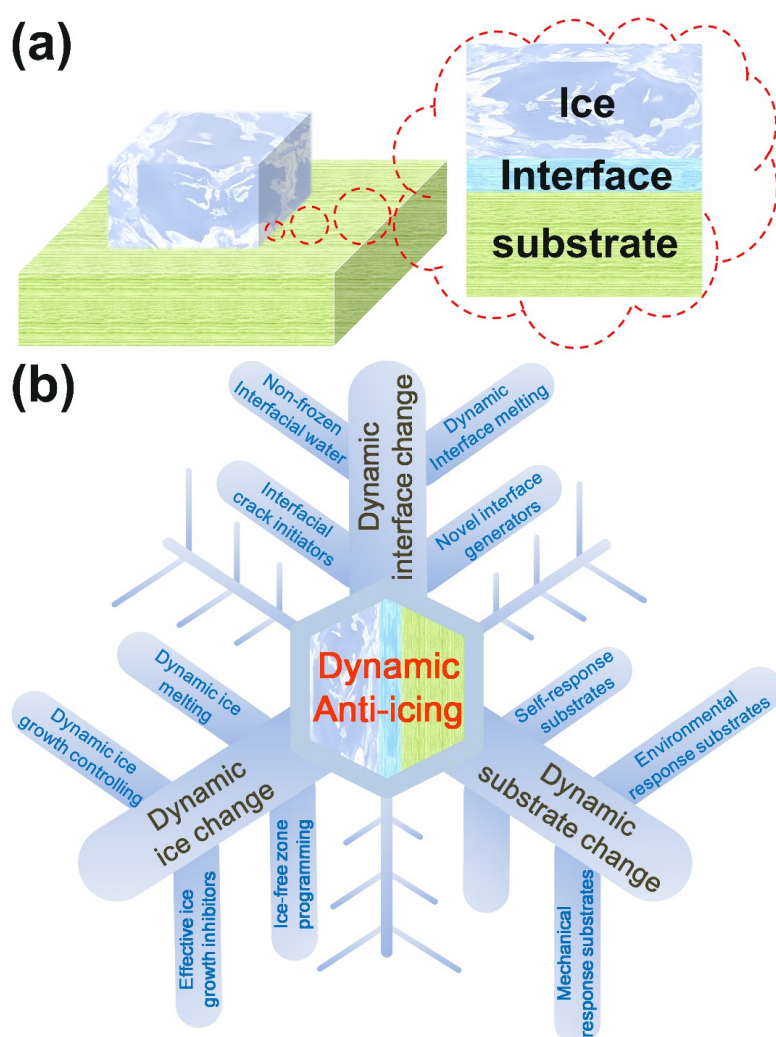 (a)
Ice
Interface
substrate
(b)
Non-frozen
Interfacial water
Dynamic
interface change
Dynamic
Interface melting
Interfacial
crack initiators
Novel interface
generators
Dynamic
Anti-icing
Dynamic ice
melting
Dynamic ice
growth controlling
Dynamic
ice change
Effective ice
growth inhibitors
Ice-free zone
programming
Self-response
substrates
Environmental
response substrates
Dynamic
substrate change
Mechanical
response substrates